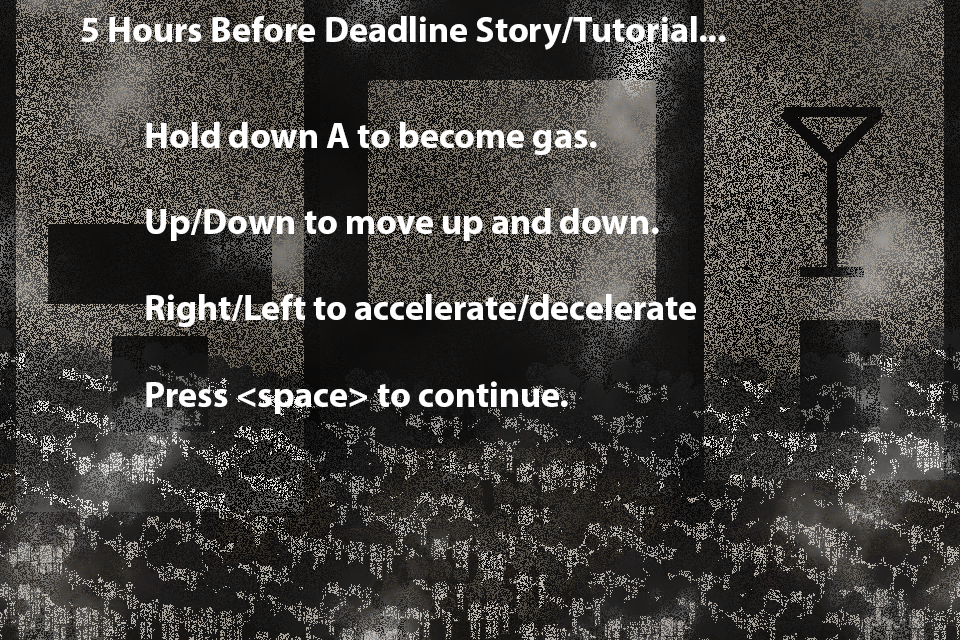 5 Hours Before Deadline Story/Tutorial...
Hold down A to become gas.
Up/Down to move up and down.
Right/Left to accelerate/decelerate
Press <space> to continue.